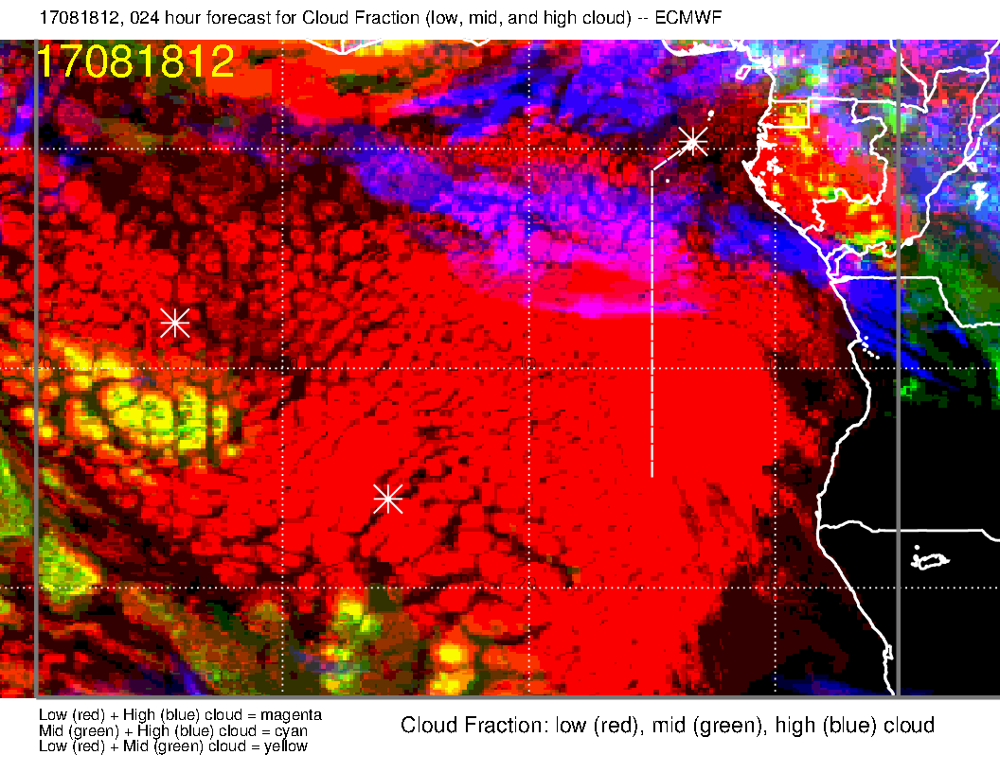 17081812, 024 hour forecast for Cloud Fraction (low, mid, and high cloud) -- ECMWF
17081812
Low (red) + High (blue) cloud = magenta
Mid (green) + High (blue) cloud = cyan
Low (red) + Mid (green) cloud = yellow
Cloud Fraction: low (red), mid (green), high (blue) cloud